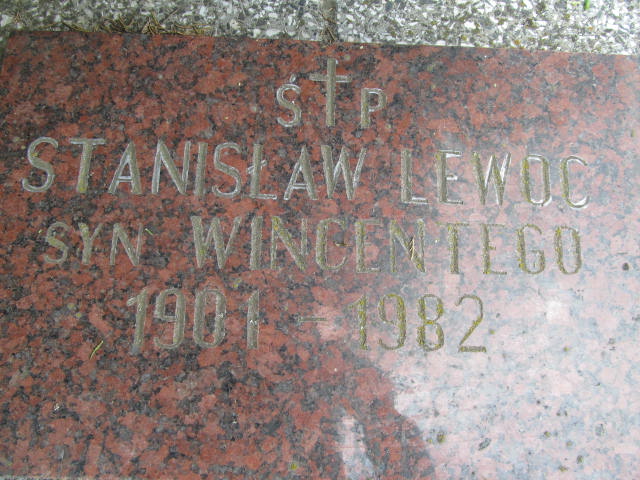 Ś P
STANISŁAW LEWOC
SYN WINCENTEGO
1901 - 1982